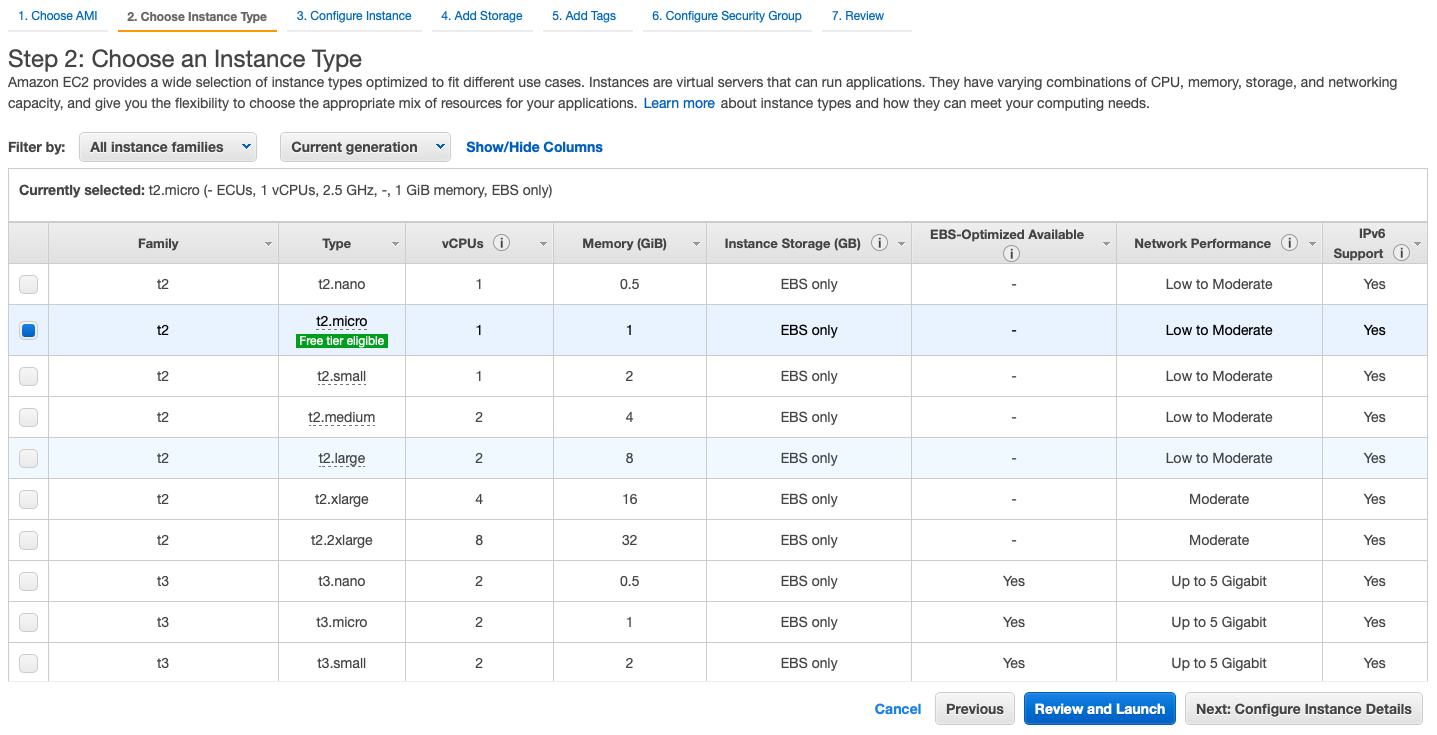 1. Choose AMI 2. Choose Instance Type 3. Configure Instance 4. Add Storage 5. Add Tags 6. Configure Security Group 7. Review
Step 2: Choose an Instance Type
Amazon EC2 provides a wide selection of instance types optimized to fit different use cases. Instances are virtual servers that can run applications. They have varying combinations of CPU, memory, storage, and networking
capacity, and give you the flexibility to choose the appropriate mix of resources for your applications. Learn more about instance types and how they can meet your computing needs.
Filter by: All instance families Current generation Show/Hide Columns
Currently selected: t2.micro (- ECUs, 1 vCPUs, 2.5 GHz, -, 1 GiB memory, EBS only)
Family Type vCPUs i Memory (GiB) Instance Storage (GB) i EBS-Optimized Available i Network Performance i IPv6 Support i
t2 t2.nano 1 0.5 EBS only - Low to Moderate Yes
t2 t2.micro 1 1 EBS only - Low to Moderate Yes
Free tier eligible
t2 t2.small 1 2 EBS only - Low to Moderate Yes
t2 t2.medium 2 4 EBS only - Low to Moderate Yes
t2 t2.large 2 8 EBS only - Low to Moderate Yes
t2 t2.xlarge 4 16 EBS only - Moderate Yes
t2 t2.2xlarge 8 32 EBS only - Moderate Yes
t3 t3.nano 2 0.5 EBS only Yes Up to 5 Gigabit Yes
t3 t3.micro 2 1 EBS only Yes Up to 5 Gigabit Yes
t3 t3.small 2 2 EBS only Yes Up to 5 Gigabit Yes
Cancel Previous Review and Launch Next: Configure Instance Details